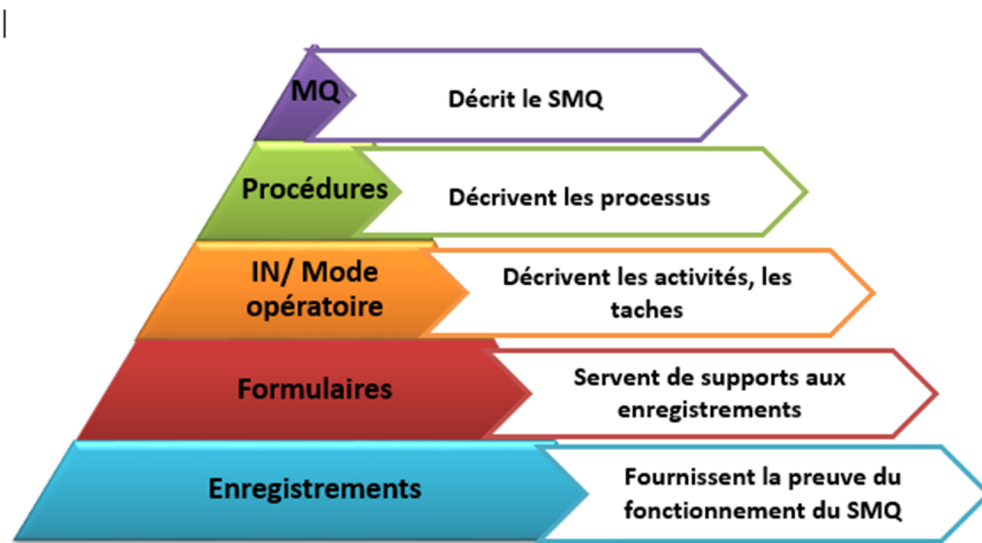 MQ
Décrit le SMQ
Procédures
Décrivent les processus
IN/ Mode
opératoire
Décrivent les activités, les
taches
Formulaires
Servent de supports aux
enregistrements
Enregistrements
Fournissent la preuve du
fonctionnement du SMQ